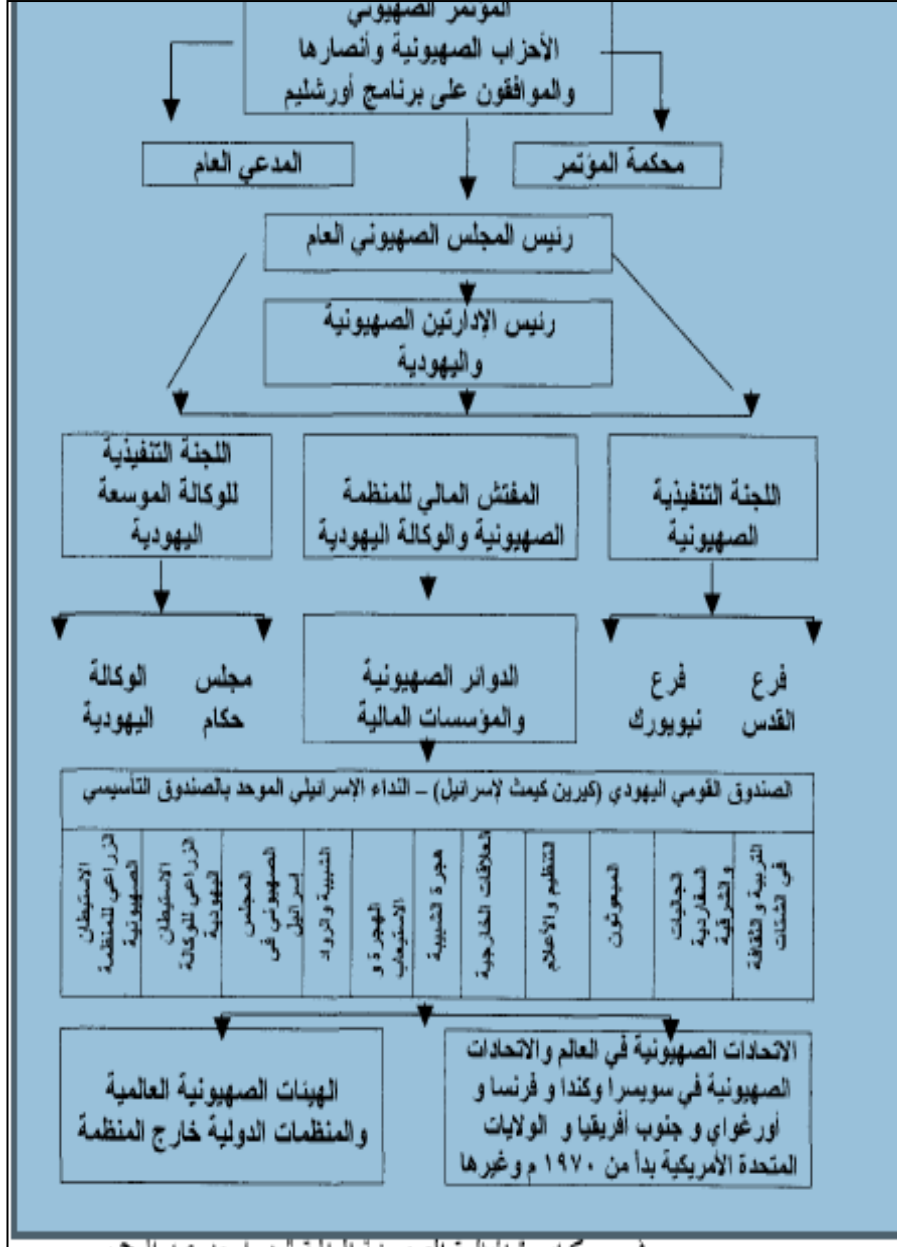 المؤتمر الصهيوني
الأحزاب الصهيونية وأنصارها
والموافقون على برنامج أورشليم
محكمة المؤتمر
المدعي العام
رئيس المجلس الصهيوني العام
رئيس الإدارتين الصهيونية
واليهودية
اللجنة التنفيذية
الصهيونية
المفتش المالي للمنظمة
الصهيونية والوكالة اليهودية
اللجنة التنفيذية
للوكالة الموسعة
اليهودية
فرع
القدس
فرع
نيويورك
الدوائر الصهيونية
والمؤسسات المالية
مجلس
حكام
الوكالة
اليهودية
الصندوق القومي اليهودي (كيرين كيمث لإسرائيل) – النداء الإسرائيلي الموحد بالصندوق التأسيسي
التربية والثقافة
في الشتات
الجاليات
السفاردية
والشرقية
المبعوثون
التنظيم والأعلام
العلاقات الخارجية
هجرة الشبيبة
الهجرة و
الاستيعاب
الشبيبة والرواد
المجلس
الصهيوني في
إسرائيل
الاستيطان
الزراعي للوكالة
اليهودية
الاستيطان
الزراعي للمنظمة
الصهيونية
الاتحادات الصهيونية في العالم والاتحادات
الصهيونية في سويسرا وكندا و فرنسا و
أورغواي و جنوب أفريقيا و الولايات
المتحدة الأمريكية بدأ من ١٩٧٠ م وغيرها
الهيئات الصهيونية العالمية
والمنظمات الدولية خارج المنظمة